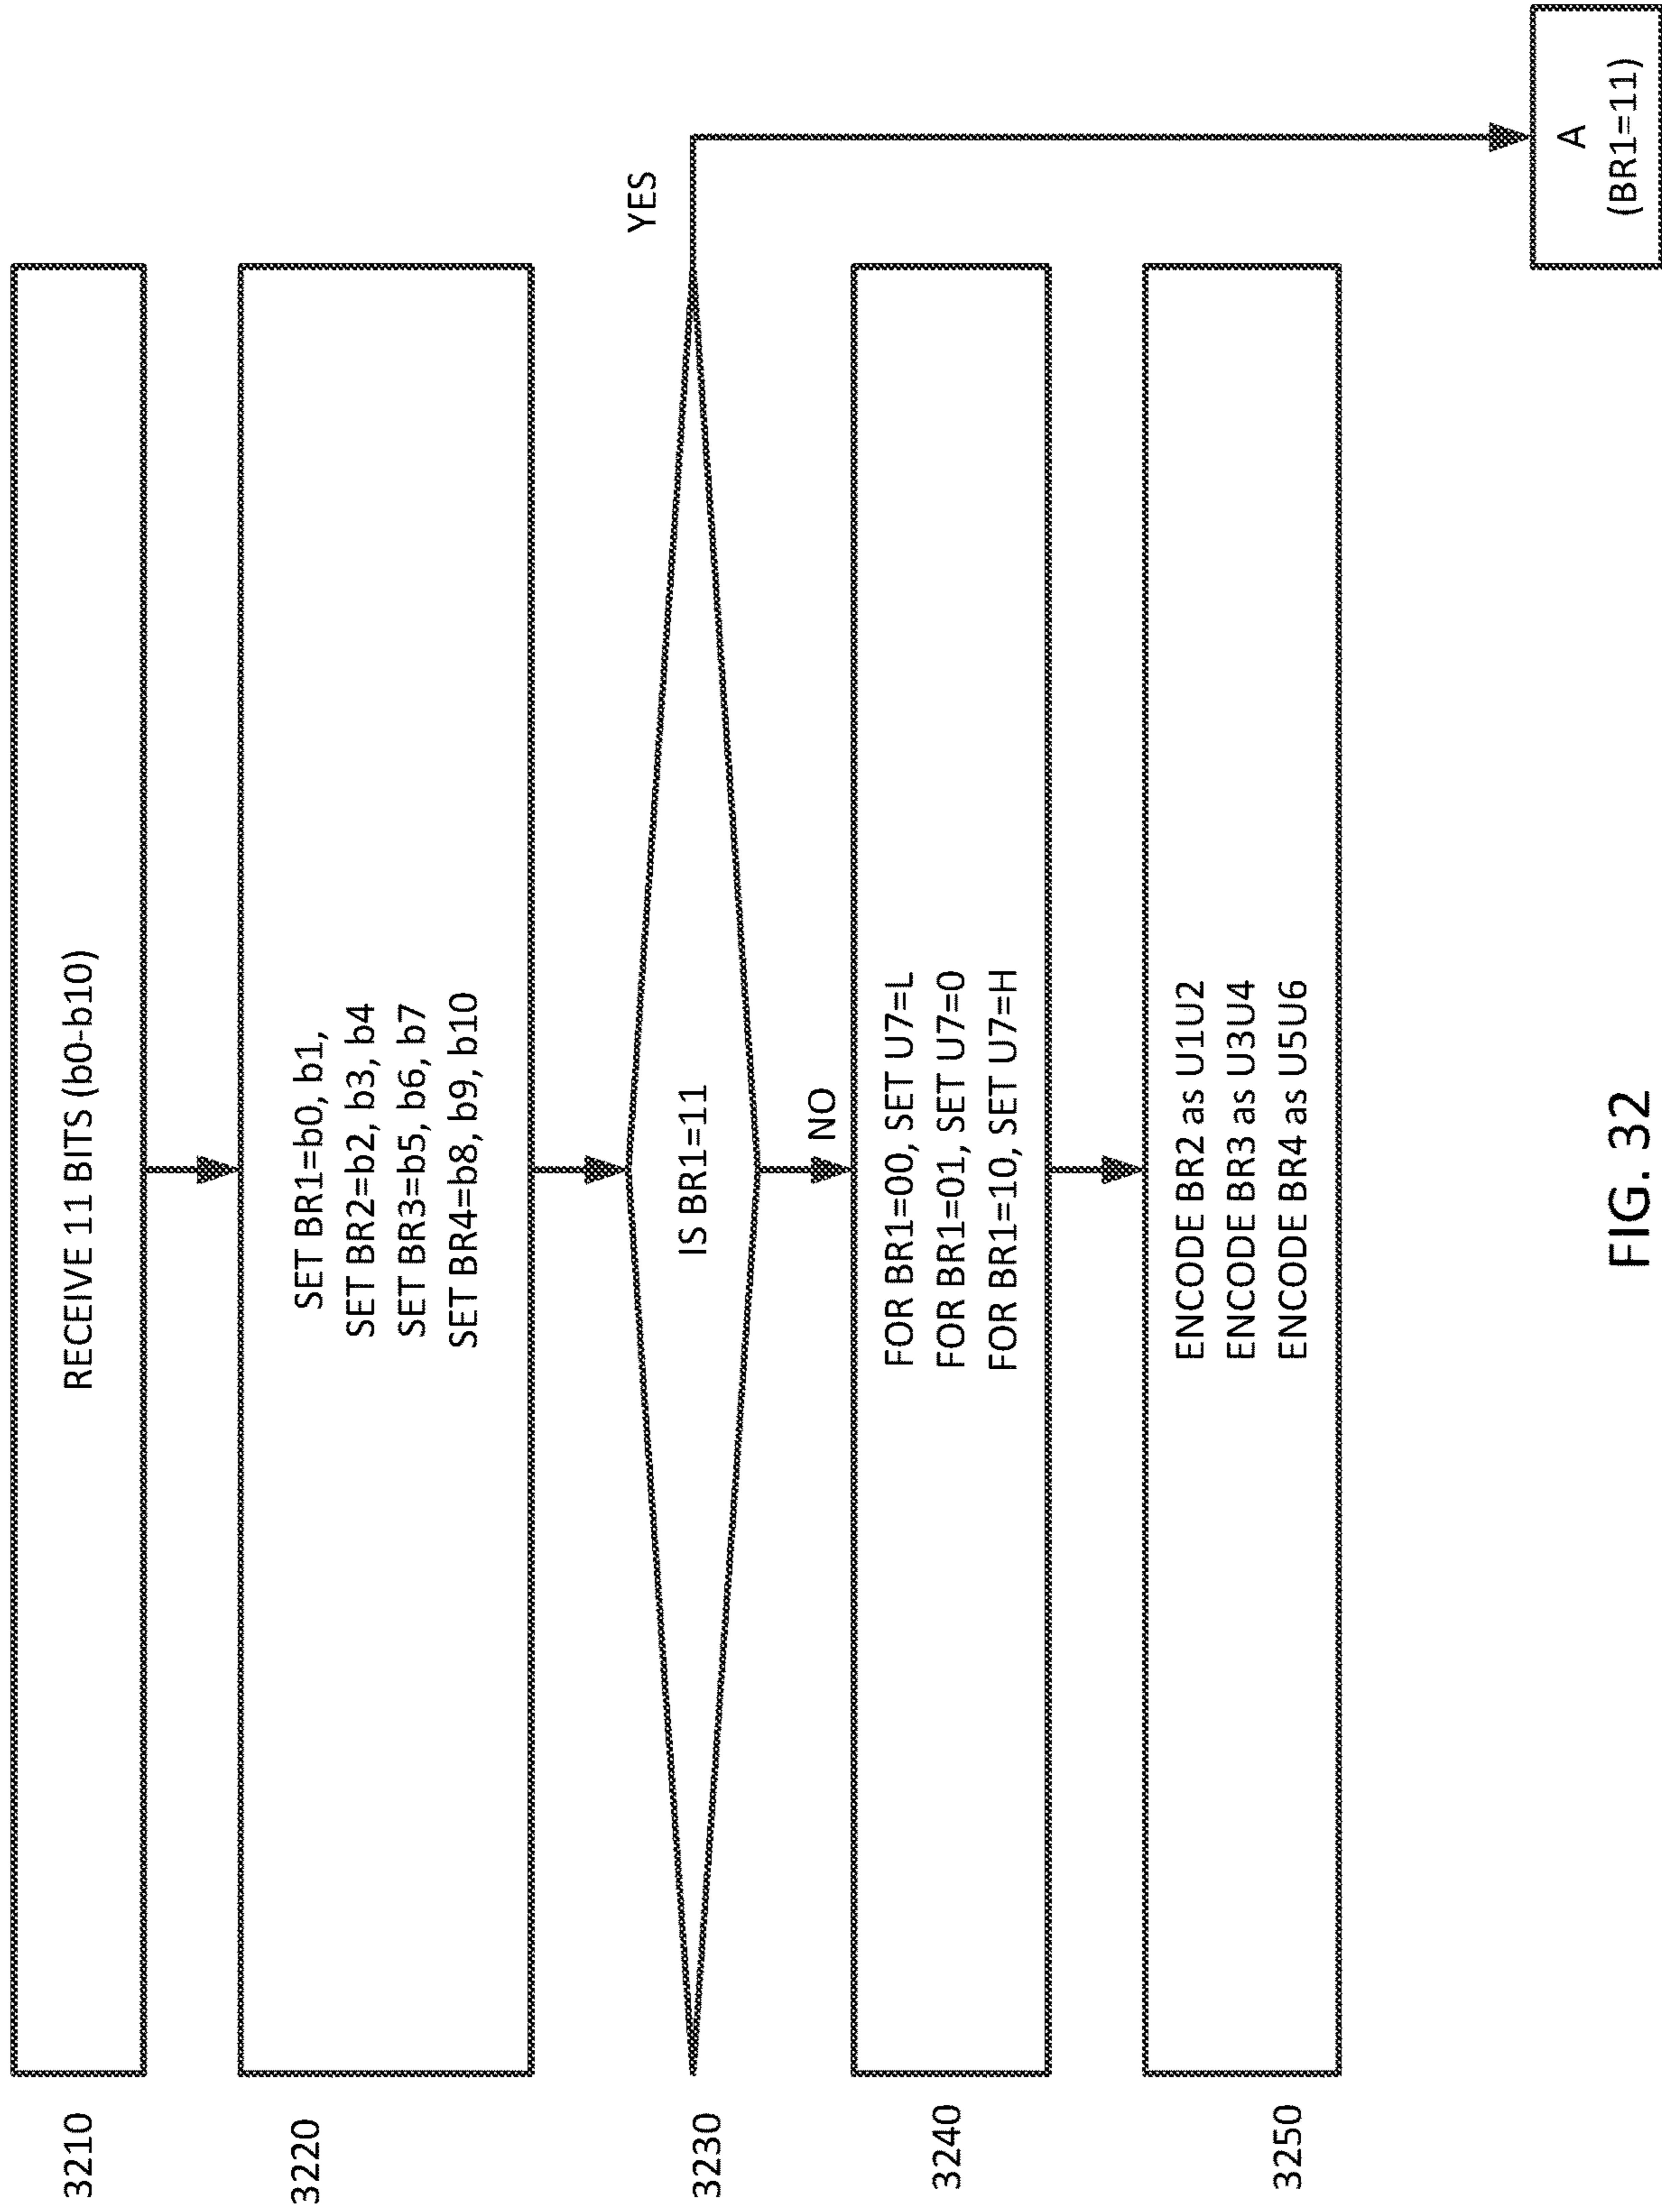 3210
RECEIVE 11 BITS (b0-b10)
3220
SET BR1=b0, b1,
SET BR2=b2, b3, b4
SET BR3=b5, b6, b7
SET BR4=b8, b9, b10
3230
IS BR1=11
YES
NO
3240
FOR BR1=00, SET U7=L
FOR BR1=01, SET U7=0
FOR BR1=10, SET U7=H
3250
ENCODE BR2 as U1U2
ENCODE BR3 as U3U4
ENCODE BR4 as U5U6
A
(BR1=11)
FIG. 32